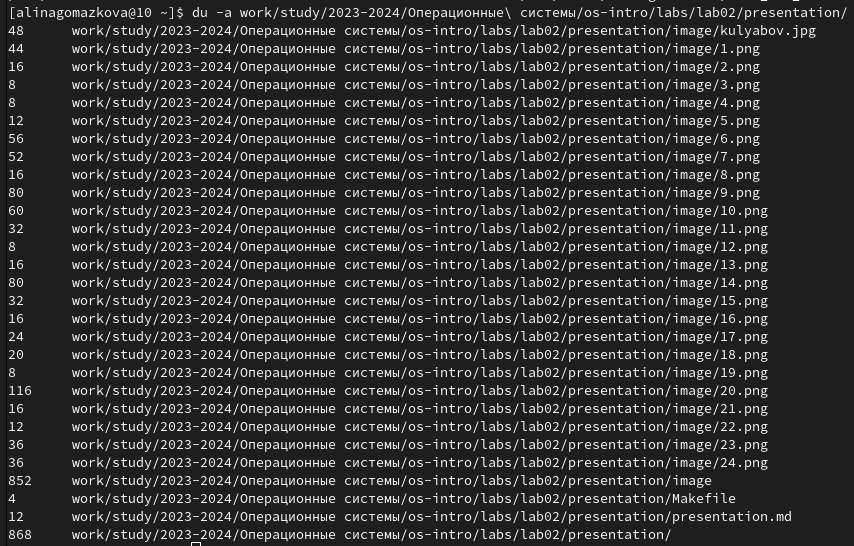 [alinagomazkova@10 ~]$ du -a work/study/2023-2024/Операционные\ системы/os-intro/labs/lab02/presentation/
48 work/study/2023-2024/Операционные системы/os-intro/labs/lab02/presentation/image/kulyabov.jpg
44 work/study/2023-2024/Операционные системы/os-intro/labs/lab02/presentation/image/1.png
16 work/study/2023-2024/Операционные системы/os-intro/labs/lab02/presentation/image/2.png
8 work/study/2023-2024/Операционные системы/os-intro/labs/lab02/presentation/image/3.png
8 work/study/2023-2024/Операционные системы/os-intro/labs/lab02/presentation/image/4.png
12 work/study/2023-2024/Операционные системы/os-intro/labs/lab02/presentation/image/5.png
56 work/study/2023-2024/Операционные системы/os-intro/labs/lab02/presentation/image/6.png
52 work/study/2023-2024/Операционные системы/os-intro/labs/lab02/presentation/image/7.png
16 work/study/2023-2024/Операционные системы/os-intro/labs/lab02/presentation/image/8.png
80 work/study/2023-2024/Операционные системы/os-intro/labs/lab02/presentation/image/9.png
60 work/study/2023-2024/Операционные системы/os-intro/labs/lab02/presentation/image/10.png
32 work/study/2023-2024/Операционные системы/os-intro/labs/lab02/presentation/image/11.png
8 work/study/2023-2024/Операционные системы/os-intro/labs/lab02/presentation/image/12.png
16 work/study/2023-2024/Операционные системы/os-intro/labs/lab02/presentation/image/13.png
80 work/study/2023-2024/Операционные системы/os-intro/labs/lab02/presentation/image/14.png
32 work/study/2023-2024/Операционные системы/os-intro/labs/lab02/presentation/image/15.png
16 work/study/2023-2024/Операционные системы/os-intro/labs/lab02/presentation/image/16.png
24 work/study/2023-2024/Операционные системы/os-intro/labs/lab02/presentation/image/17.png
20 work/study/2023-2024/Операционные системы/os-intro/labs/lab02/presentation/image/18.png
8 work/study/2023-2024/Операционные системы/os-intro/labs/lab02/presentation/image/19.png
116 work/study/2023-2024/Операционные системы/os-intro/labs/lab02/presentation/image/20.png
16 work/study/2023-2024/Операционные системы/os-intro/labs/lab02/presentation/image/21.png
12 work/study/2023-2024/Операционные системы/os-intro/labs/lab02/presentation/image/22.png
36 work/study/2023-2024/Операционные системы/os-intro/labs/lab02/presentation/image/23.png
36 work/study/2023-2024/Операционные системы/os-intro/labs/lab02/presentation/image/24.png
852 work/study/2023-2024/Операционные системы/os-intro/labs/lab02/presentation/image
4 work/study/2023-2024/Операционные системы/os-intro/labs/lab02/presentation/Makefile
12 work/study/2023-2024/Операционные системы/os-intro/labs/lab02/presentation/presentation.md
868 work/study/2023-2024/Операционные системы/os-intro/labs/lab02/presentation/